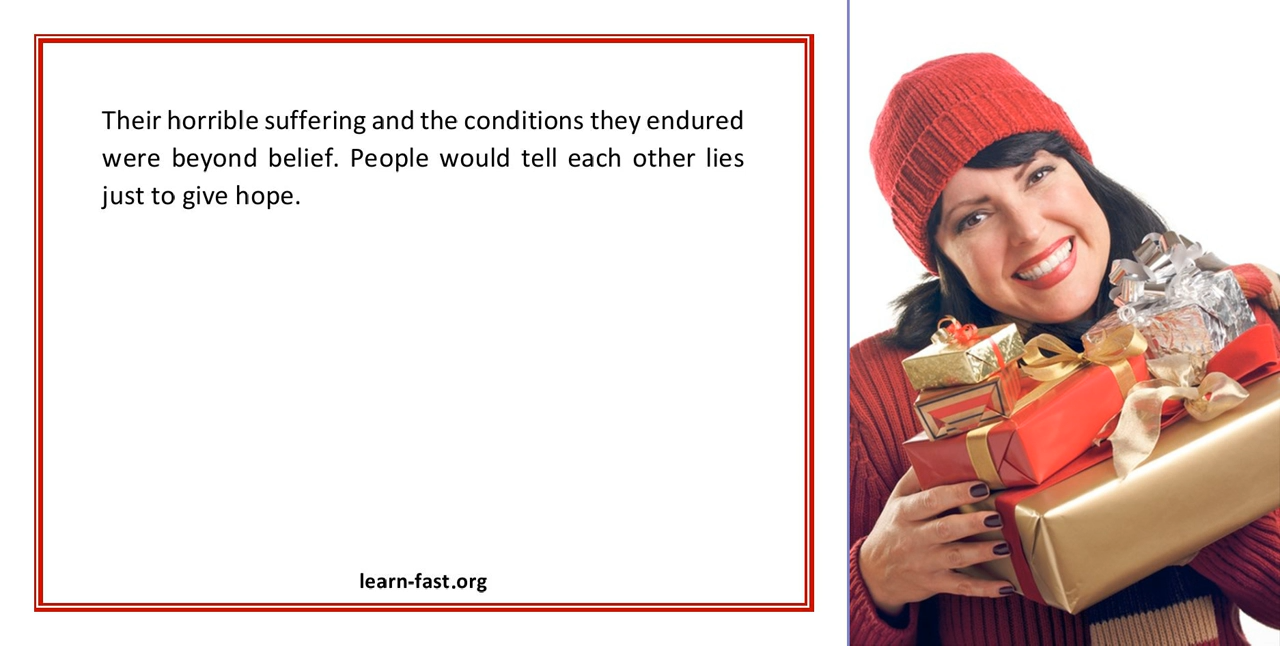 Their horrible suffering and the conditions they endured
were beyond belief. People would tell each other lies
just to give hope.
learn-fast.org